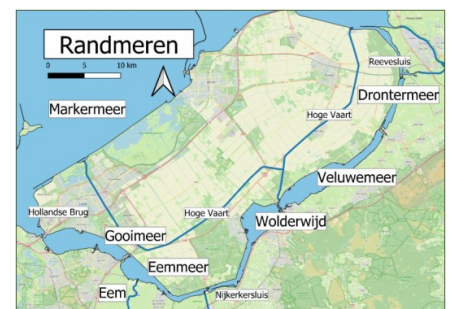 Randmeren
0 5 10 km
Markermeer
Reevesluis
Drontermeer
Hoge Vaart
Veluwemeer
Hollandse Brug
Hoge Vaart
Wolderwijd
Gooimeer
Eemmeer
Eem
Nijkerkersluis